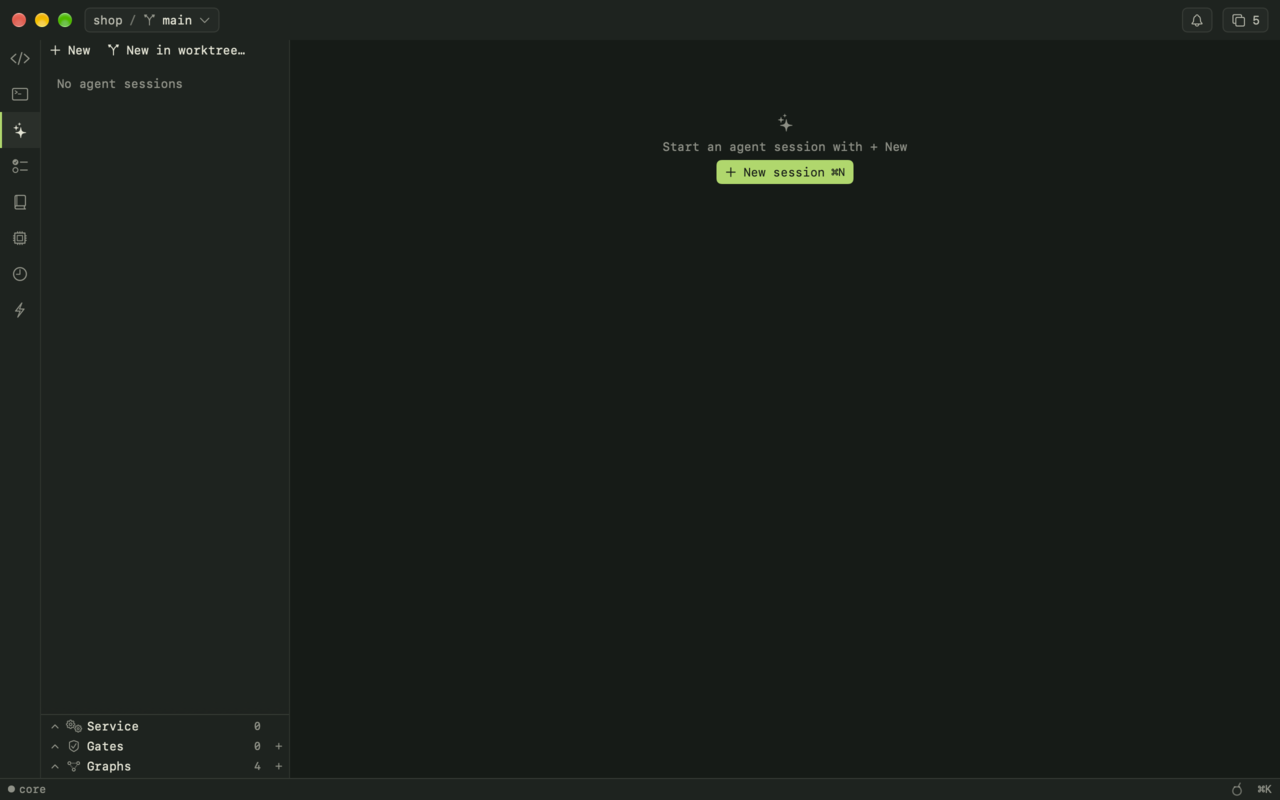 shop / main
5
+ New
New in worktree…
No agent sessions
Start an agent session with + New
+ New session ⌘N
Service 0
Gates 0 +
Graphs 4 +
core
⌘K